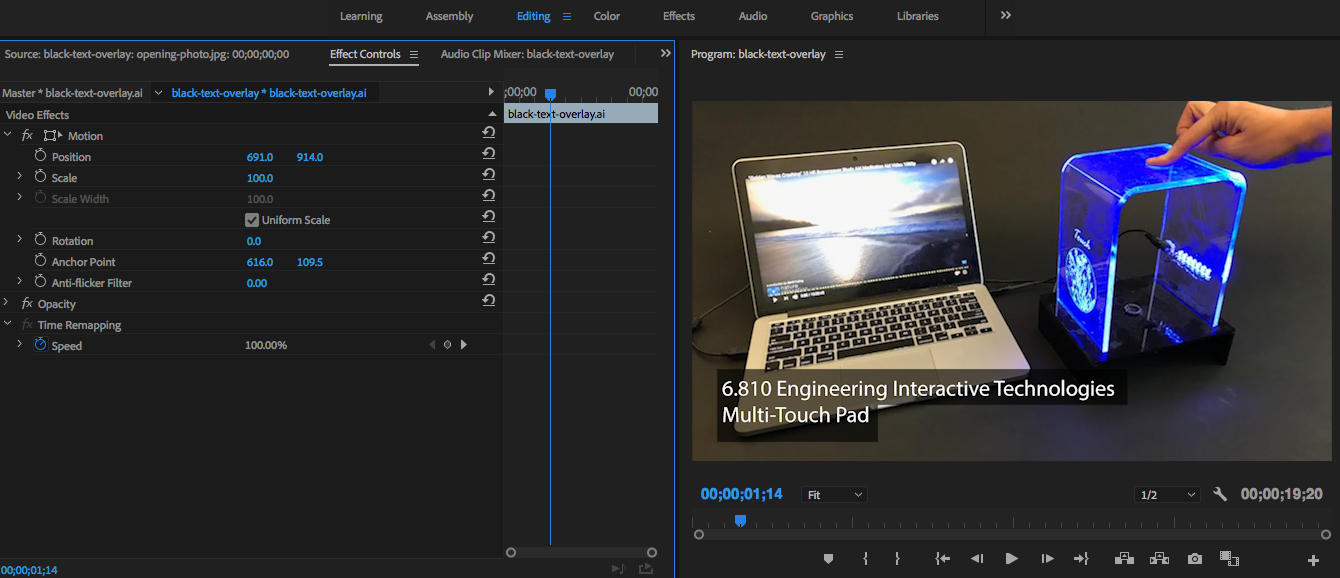 Learning Assembly Editing Color Effects Audio Graphics Libraries
Source: black-text-overlay: opening-photo.jpg: 00;00;00;00 Effect Controls Audio Clip Mixer: black-text-overlay
Program: black-text-overlay
Master * black-text-overlay.ai black-text-overlay * black-text-overlay.ai
;00;00 00;00
Video Effects
black-text-overlay.ai
fx Motion
Position 691.0 914.0
Scale 100.0
Scale Width 100.0
Uniform Scale
Rotation 0.0
Anchor Point 616.0 109.5
Anti-flicker Filter 0.00
fx Opacity
fx Time Remapping
Speed 100.00%
00;00;01;14
Touch
6.810 Engineering Interactive Technologies
Multi-Touch Pad
00;00;01;14 Fit 1/2 00;00;19;20